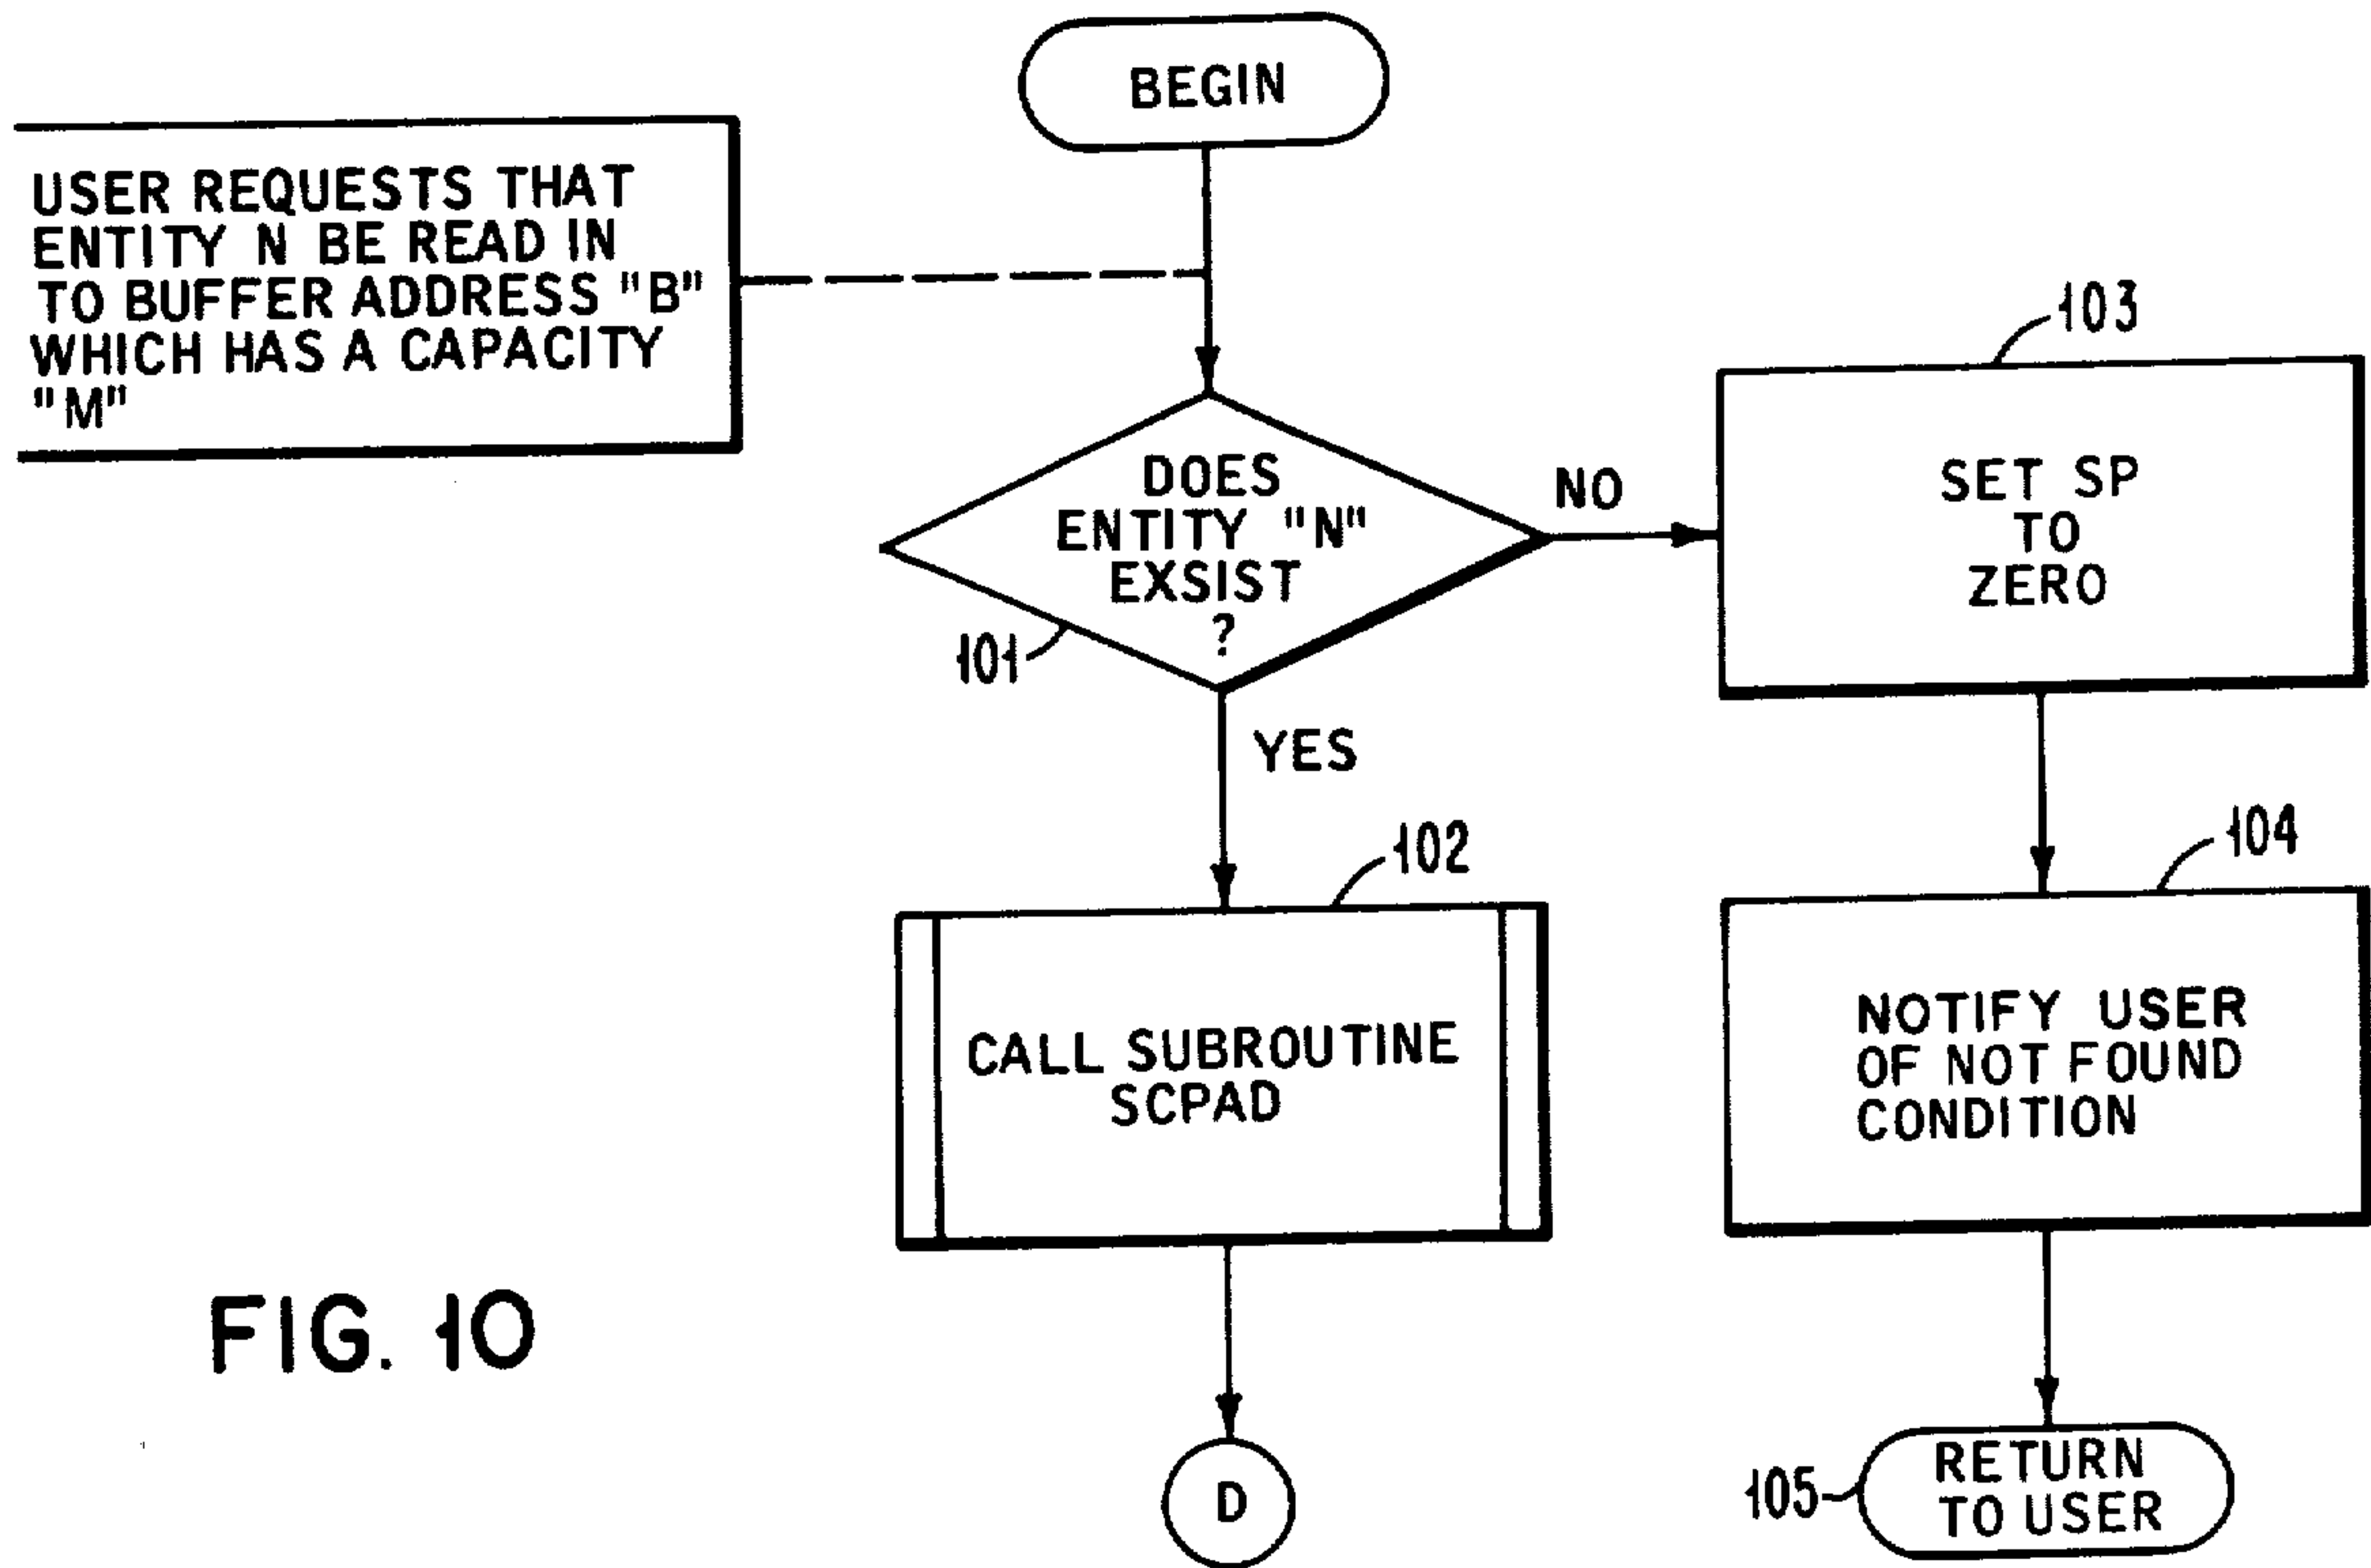 BEGIN
USER REQUESTS THAT
ENTITY N BE READ IN
TO BUFFER ADDRESS "B"
WHICH HAS A CAPACITY
"M"
DOES
ENTITY "N"
EXSIST
?
101
NO
103
SET SP
TO
ZERO
YES
102
CALL SUBROUTINE
SCPAD
104
NOTIFY USER
OF NOT FOUND
CONDITION
D
105
RETURN
TO USER
FIG. 10